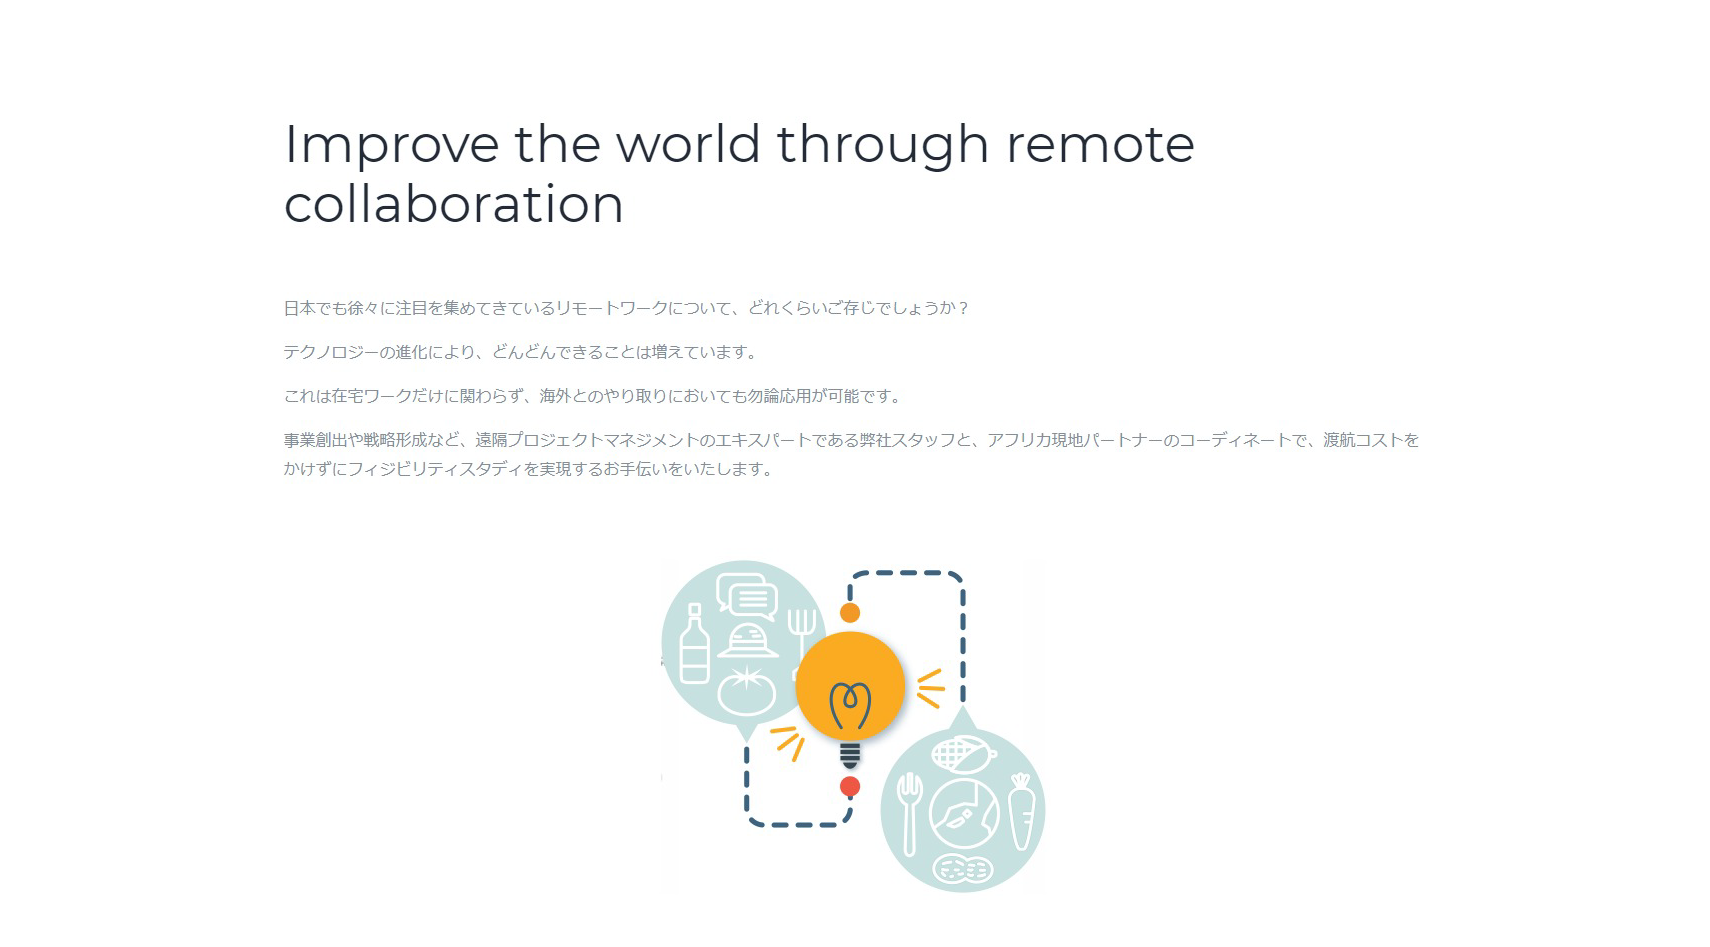 Improve the world through remote
collaboration
日本でも徐々に注目を集めてきているリモートワークについて、どれくらいご存じでしょうか？
テクノロジーの進化により、どんどんできることは増えています。
これは在宅ワークだけに関わらず、海外とのやり取りにおいても勿論応用が可能です。
事業創出や戦略形成など、遠隔プロジェクトマネジメントのエキスパートである弊社スタッフと、アフリカ現地パートナーのコーディネートで、渡航コストを
かけずにフィジビリティスタディを実現するお手伝いをいたします。